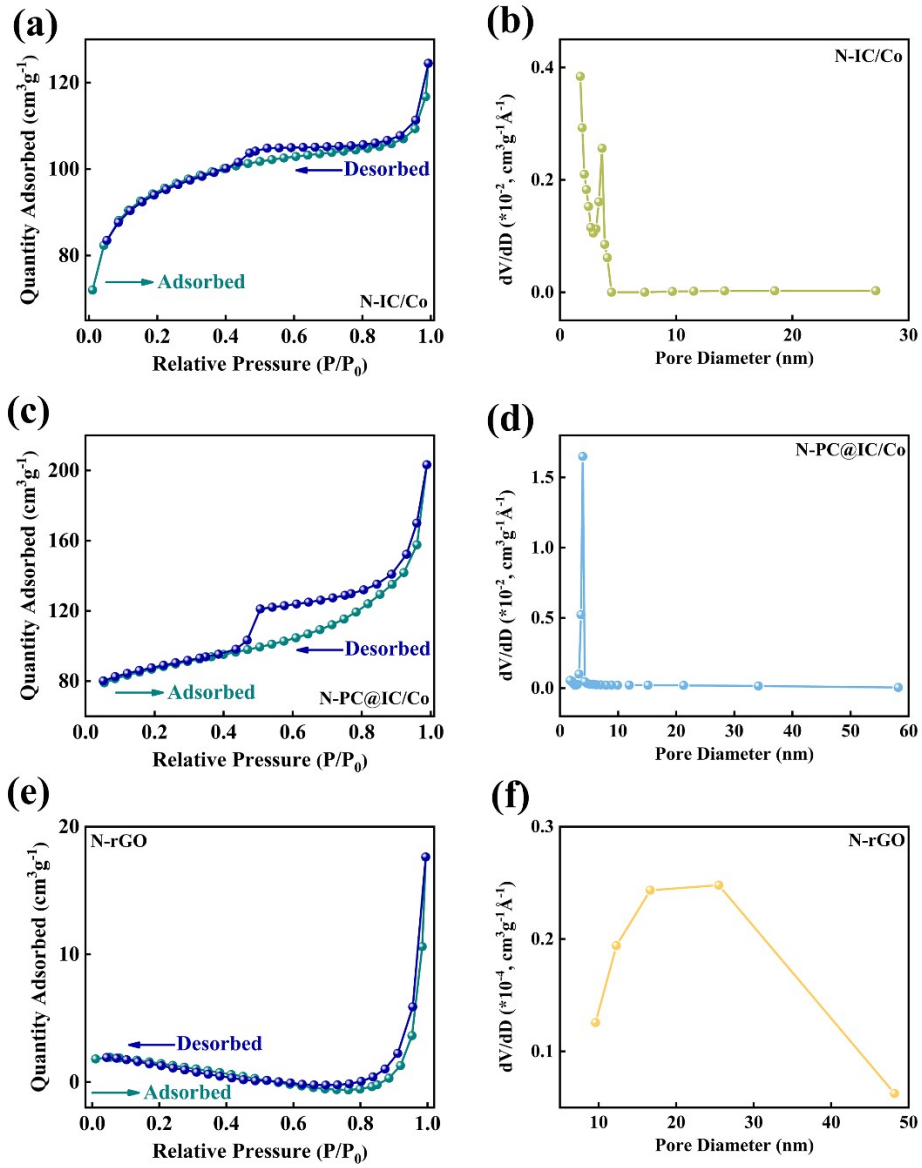 (a)
120
100
80
0.0 0.2 0.4 0.6 0.8 1.0
Quantity Adsorbed (cm³g⁻¹)
Relative Pressure (P/P₀)
Desorbed
Adsorbed
N-IC/Co
(b)
0.4
0.2
0.0
0 10 20 30
dV/dD (*10⁻², cm³g⁻¹Å⁻¹)
Pore Diameter (nm)
N-IC/Co
(c)
200
160
120
80
0.0 0.2 0.4 0.6 0.8 1.0
Quantity Adsorbed (cm³g⁻¹)
Relative Pressure (P/P₀)
Desorbed
Adsorbed
N-PC@IC/Co
(d)
1.5
1.0
0.5
0.0
0 10 20 30 40 50 60
dV/dD (*10⁻², cm³g⁻¹Å⁻¹)
Pore Diameter (nm)
N-PC@IC/Co
(e)
20
10
0
0.0 0.2 0.4 0.6 0.8 1.0
Quantity Adsorbed (cm³g⁻¹)
Relative Pressure (P/P₀)
N-rGO
Desorbed
Adsorbed
(f)
0.3
0.2
0.1
10 20 30 40 50
dV/dD (*10⁻⁴, cm³g⁻¹Å⁻¹)
Pore Diameter (nm)
N-rGO